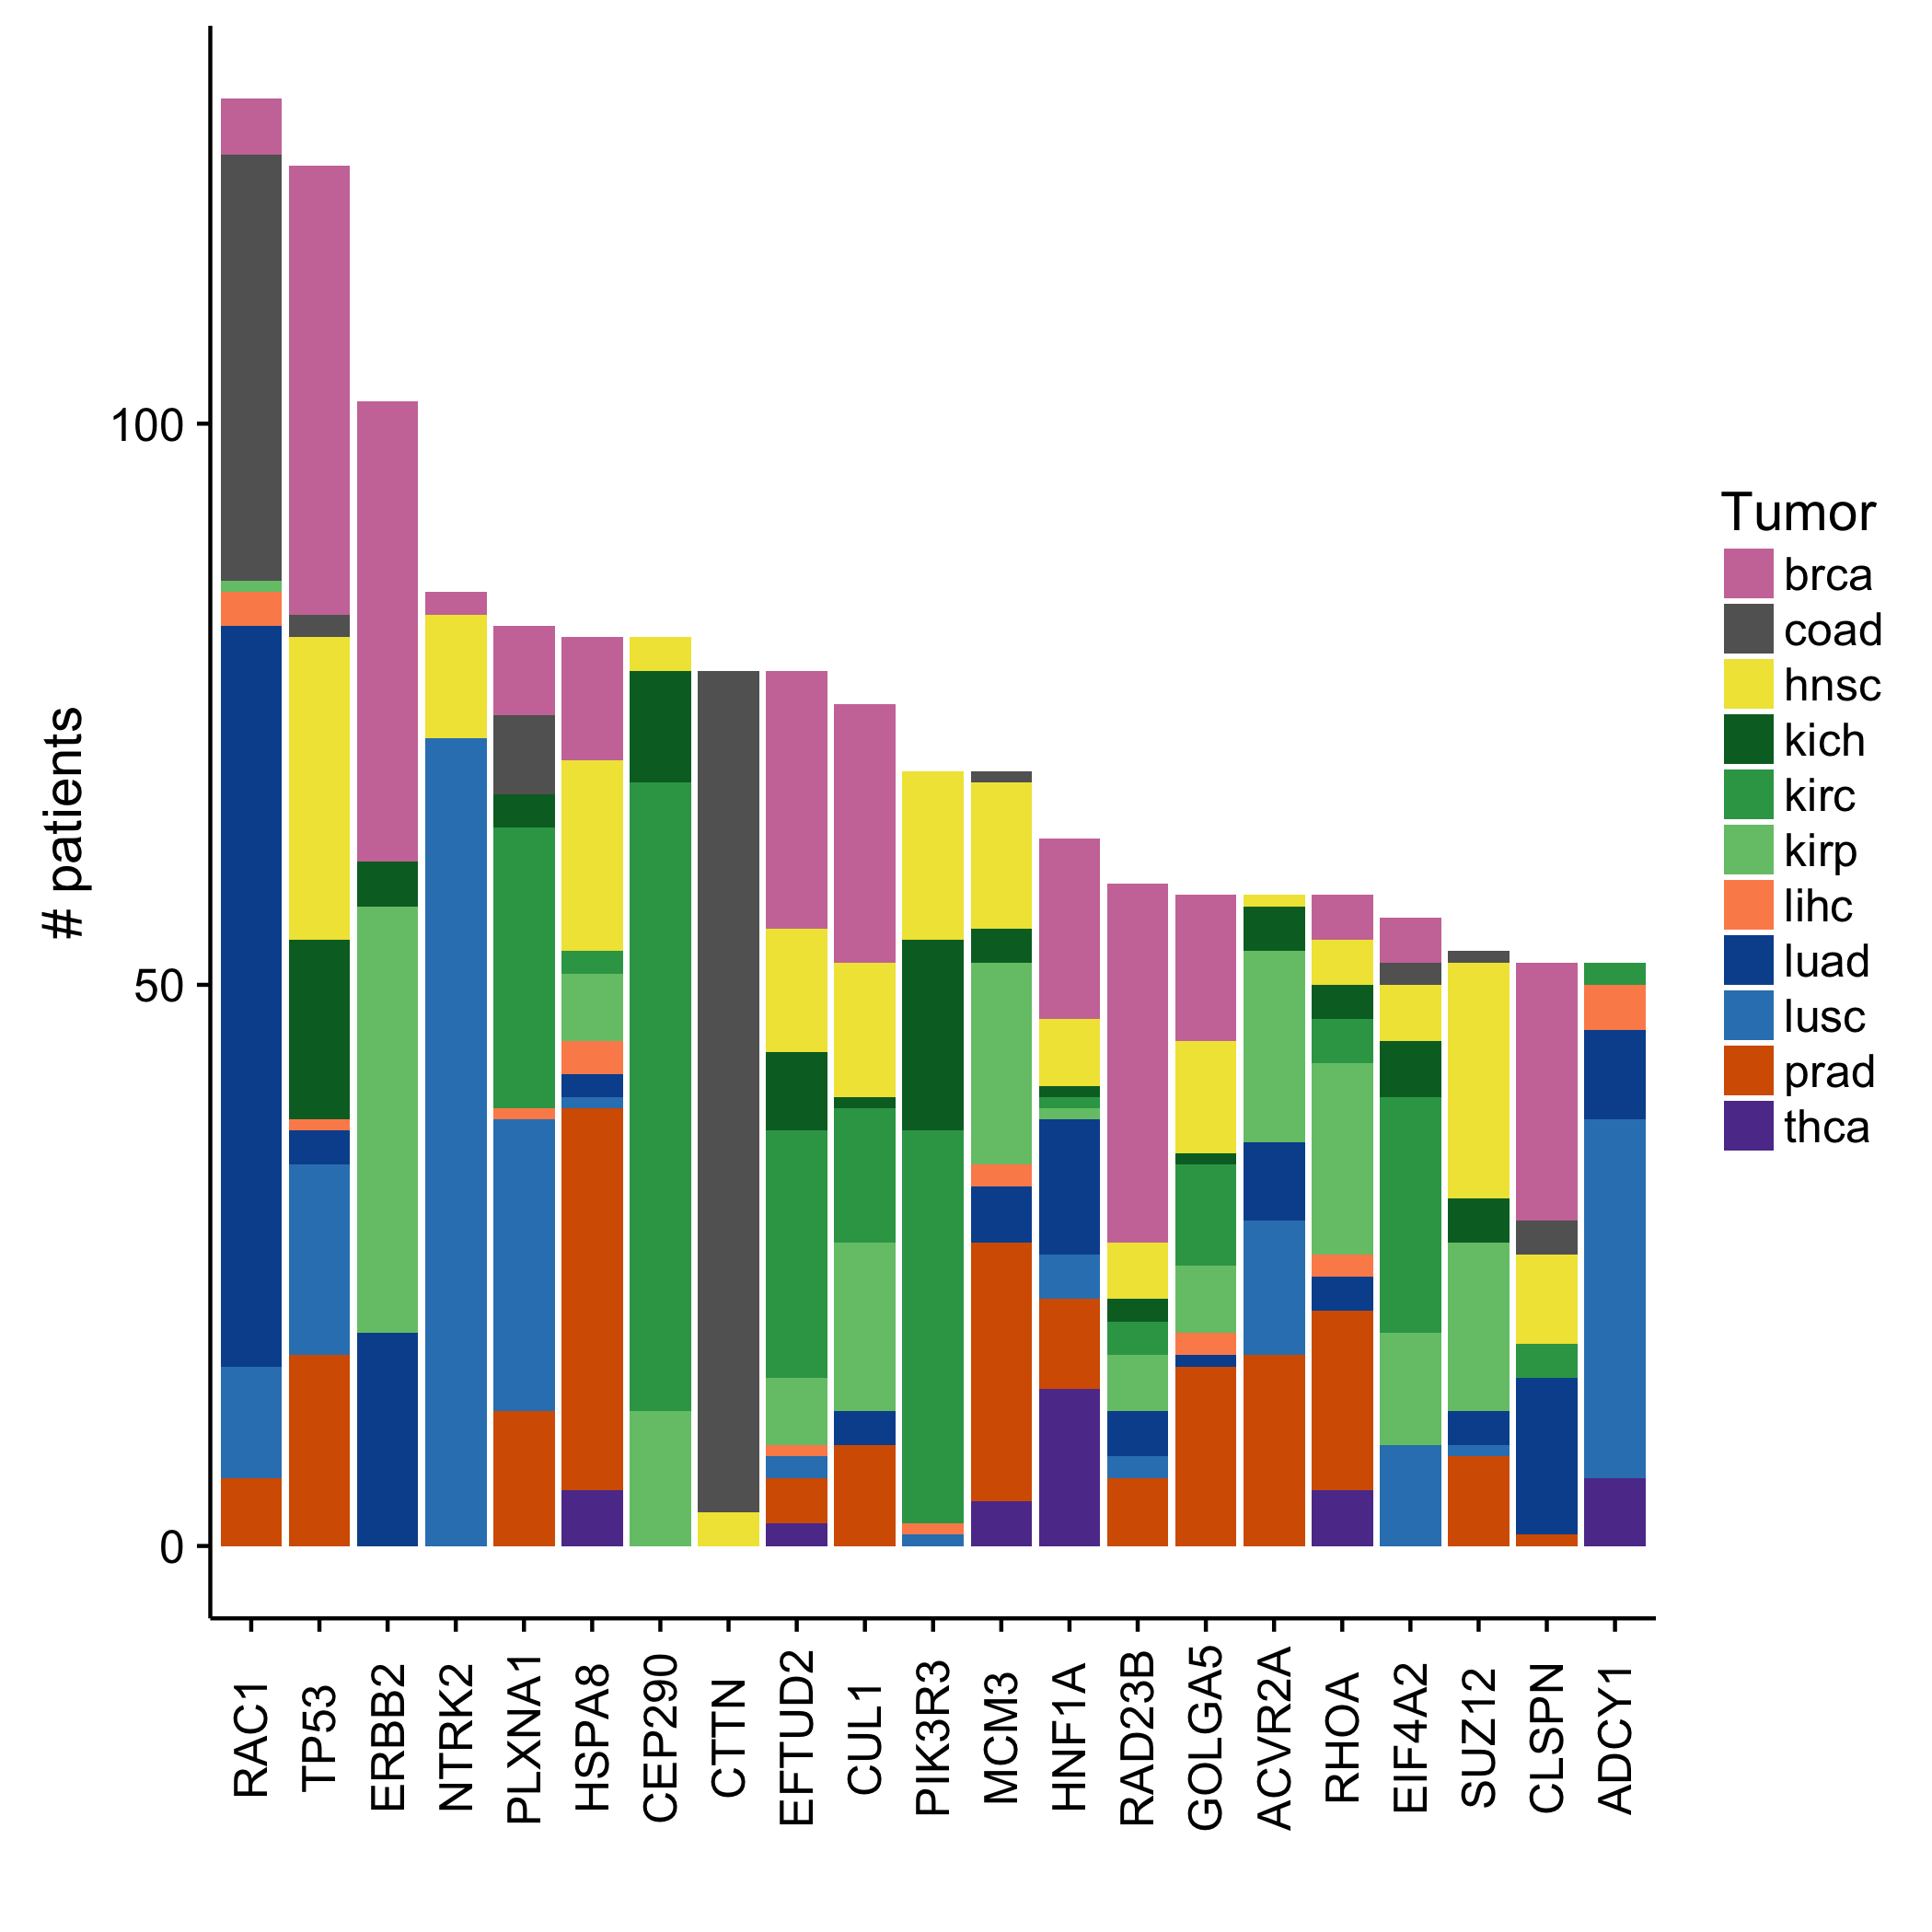 # patients
100
50
0
RAC1
TP53
ERBB2
NTRK2
PLXNA1
HSPA8
CEP290
CTTN
EFTUD2
CUL1
PIK3R3
MCM3
HNF1A
RAD23B
GOLGA5
ACVR2A
RHOA
EIF4A2
SUZ12
CLSPN
ADCY1
Tumor
brca
coad
hnsc
kich
kirc
kirp
lihc
luad
lusc
prad
thca